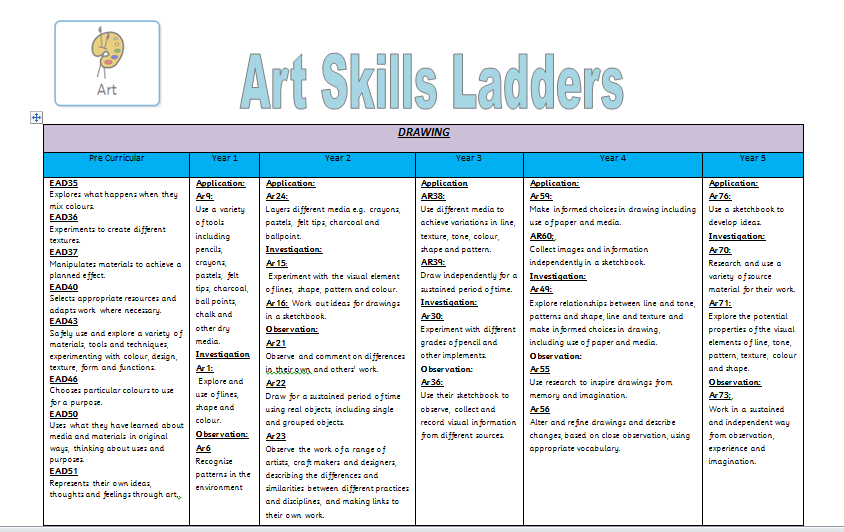 Art
Art Skills Ladders
DRAWING
Pre Curricular
EAD35
Explores what happens when they
mix colours.
EAD36
Experiments to create different
textures.
EAD37
Manipulates materials to achieve a
planned effect.
EAD40
Selects appropriate resources and
adapts work where necessary.
EAD43
Safely use and explore a variety of
materials, tools and techniques,
experimenting with colour, design,
texture, form and functions.
EAD46
Chooses particular colours to use
for a purpose.
EAD50
Uses what they have learned about
media and materials in original
ways, thinking about uses and
purposes.
EAD51
Represents their own ideas,
thoughts and feelings through art,
Year 1
Application:
Ar9:
Use a variety
of tools
including
pencils,
crayons,
pastels, felt
tips, charcoal,
ball points,
chalk and
other dry
media.
Investigation
Ar1:
Explore and
use of lines,
shape and
colour.
Observation:
Ar6
Recognise
patterns in the
environment
Year 2
Application:
Ar24:
Layers different media e.g. crayons,
pastels, felt tips, charcoal and
ballpoint.
Investigation:
Ar15:
Experiment with the visual element
of lines, shape, pattern and colour.
Ar16: Work out ideas for drawings
in a sketchbook.
Observation:
Ar21
Observe and comment on differences
in their own and others' work.
Ar22
Draw for a sustained period of time
using real objects, including single
and grouped objects.
Ar23
Observe the work of a range of
artists, craft makers and designers,
describing the differences and
similarities between different practices
and disciplines, and making links to
their own work.
Year 3
Application
AR38:
Use different media to
achieve variations in line,
texture, tone, colour,
shape and pattern.
AR39:
Draw independently for a
sustained period of time.
Investigation:
Ar30:
Experiment with different
grades of pencil and
other implements.
Observation:
Ar36:
Use their sketchbook to
observe, collect and
record visual information
from different sources.
Year 4
Application:
Ar59:
Make informed choices in drawing including
use of paper and media.
AR60:
Collect images and information
independently in a sketchbook.
Investigation:
Ar49:
Explore relationships between line and tone,
patterns and shape, line and texture and
make informed choices in drawing,
including use of paper and media.
Observation:
Ar55
Use research to inspire drawings from
memory and imagination.
Ar56
Alter and refine drawings and describe
changes, based on close observation, using
appropriate vocabulary.
Year 5
Application:
Ar76:
Use a sketchbook to
develop ideas.
Investigation:
Ar70:
Research and use a
variety of source
material for their work.
Ar71:
Explore the potential
properties of the visual
elements of line, tone,
pattern, texture, colour
and shape.
Observation:
Ar73:
Work in a sustained
and independent way
from observation,
experience and
imagination.